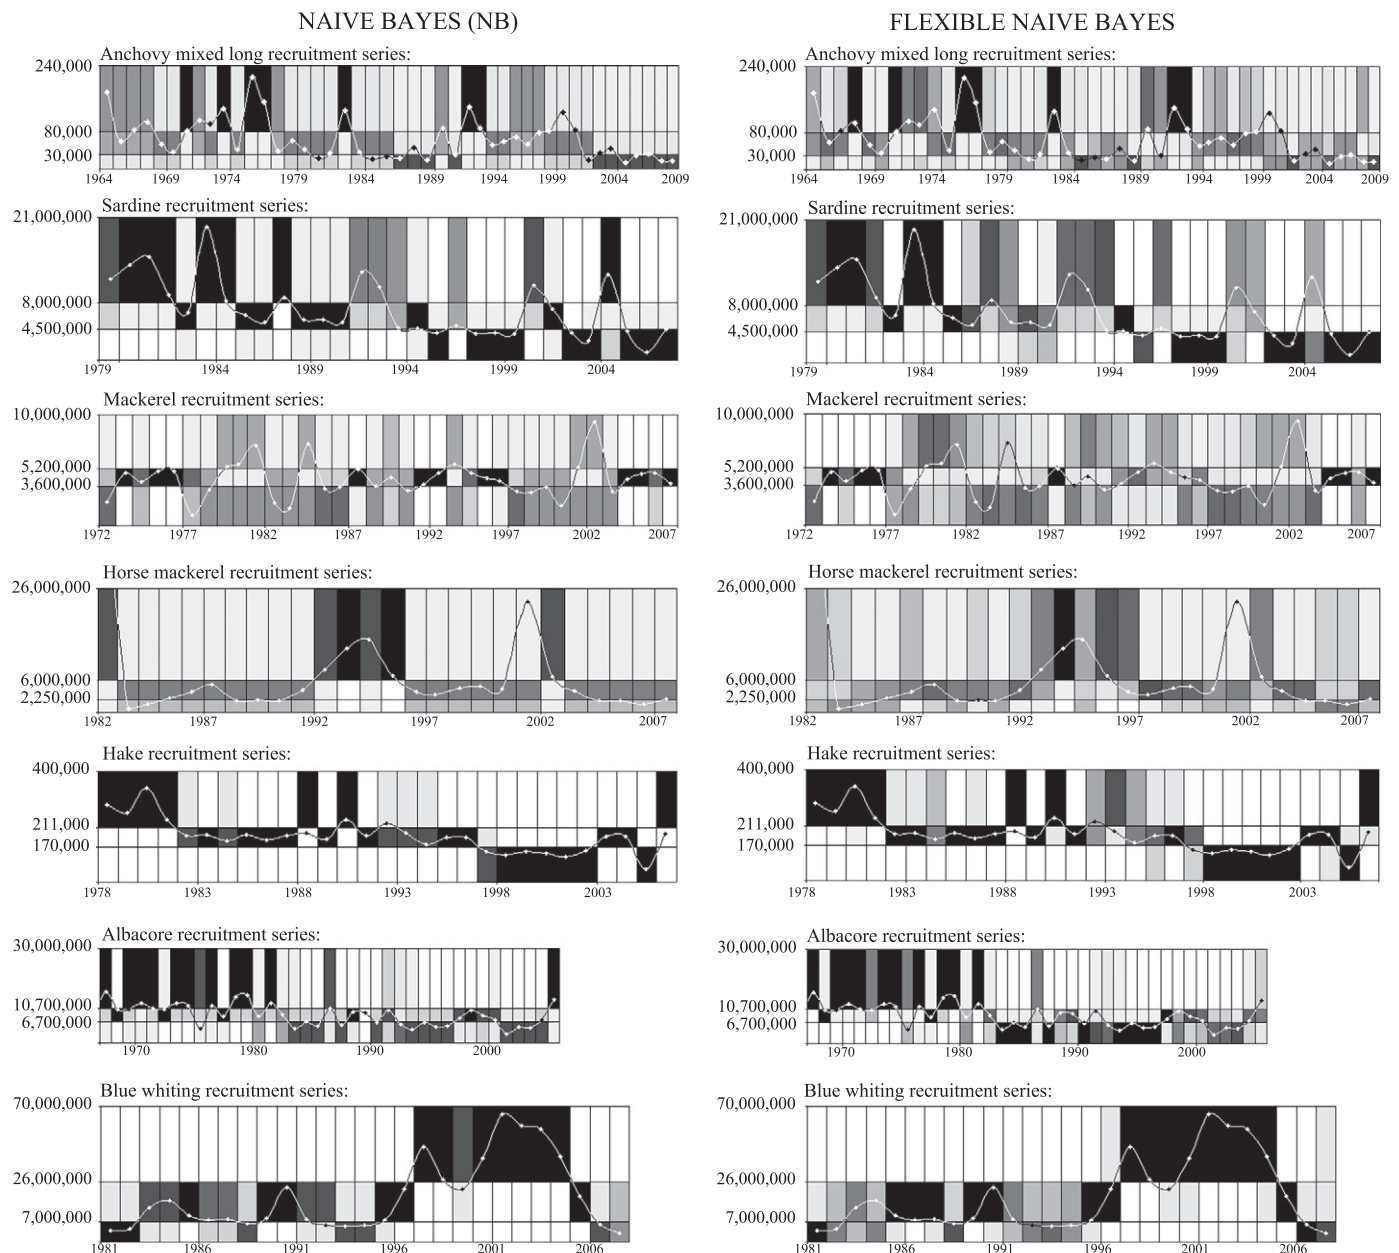 NAIVE BAYES (NB)
FLEXIBLE NAIVE BAYES
Anchovy mixed long recruitment series:
240,000
80,000
30,000
1964 1969 1974 1979 1984 1989 1994 1999 2004 2009
Anchovy mixed long recruitment series:
240,000
80,000
30,000
1964 1969 1974 1979 1984 1989 1994 1999 2004 2009
Sardine recruitment series:
21,000,000
8,000,000
4,500,000
1979 1984 1989 1994 1999 2004
Sardine recruitment series:
21,000,000
8,000,000
4,500,000
1979 1984 1989 1994 1999 2004
Mackerel recruitment series:
10,000,000
5,200,000
3,600,000
1972 1977 1982 1987 1992 1997 2002 2007
Mackerel recruitment series:
10,000,000
5,200,000
3,600,000
1972 1977 1982 1987 1992 1997 2002 2007
Horse mackerel recruitment series:
26,000,000
6,000,000
2,250,000
1982 1987 1992 1997 2002 2007
Horse mackerel recruitment series:
26,000,000
6,000,000
2,250,000
1982 1987 1992 1997 2002 2007
Hake recruitment series:
400,000
211,000
170,000
1978 1983 1988 1993 1998 2003
Hake recruitment series:
400,000
211,000
170,000
1978 1983 1988 1993 1998 2003
Albacore recruitment series:
30,000,000
10,700,000
6,700,000
1970 1980 1990 2000
Albacore recruitment series:
30,000,000
10,700,000
6,700,000
1970 1980 1990 2000
Blue whiting recruitment series:
70,000,000
26,000,000
7,000,000
1981 1986 1991 1996 2001 2006
Blue whiting recruitment series:
70,000,000
26,000,000
7,000,000
1981 1986 1991 1996 2001 2006